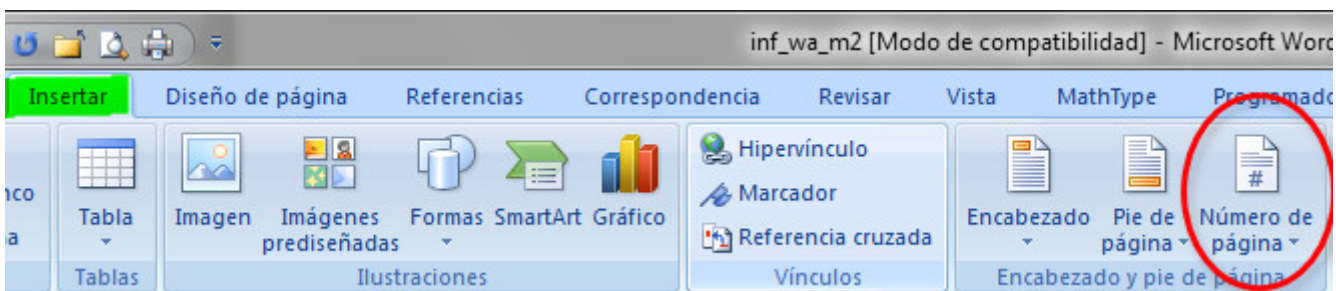 inf_wa_m2 [Modo de compatibilidad] - Microsoft Word
Insertar Diseño de página Referencias Correspondencia Revisar Vista MathType Programado
nco
a
Tabla
Imagen
Imágenes
prediseñadas
Formas
SmartArt
Gráfico
Hipervínculo
Marcador
Referencia cruzada
Encabezado
Pie de
página
Número de
página
#
Tablas
Ilustraciones
Vínculos
Encabezado y pie de página